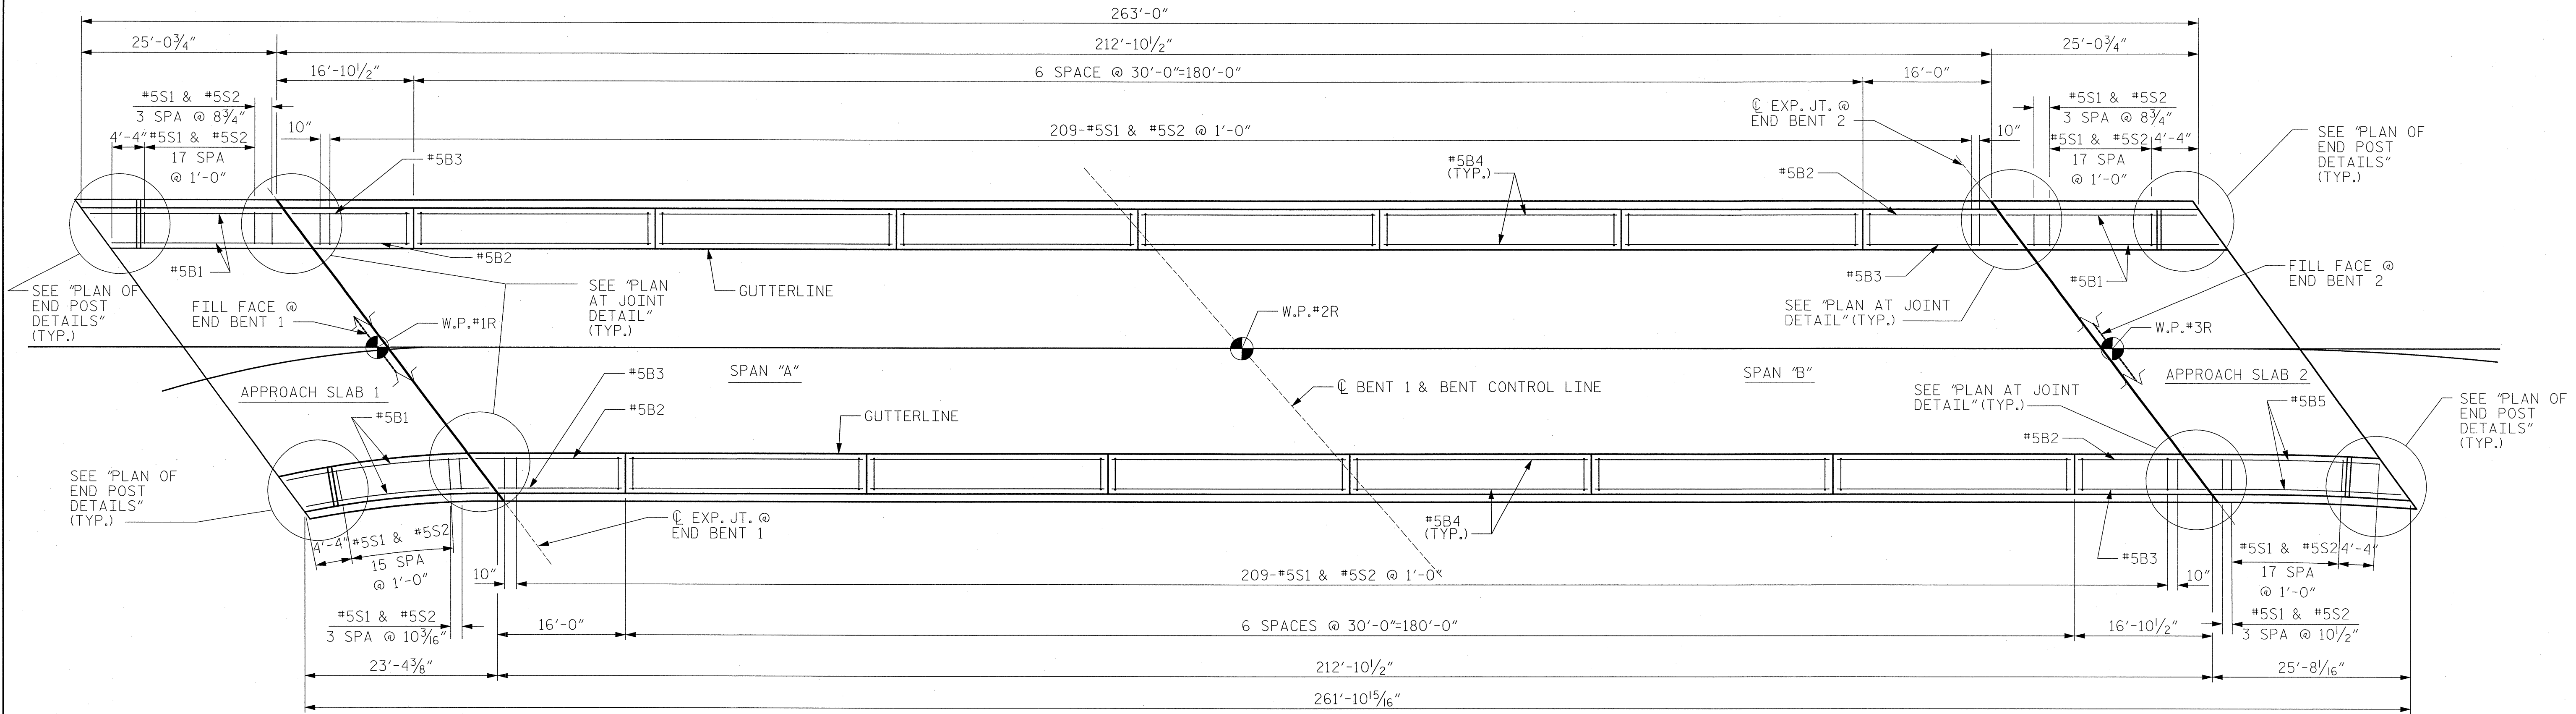 263'-0"
25'-0¾"
212'-10½"
25'-0¾"
16'-10½"
6 SPACE @ 30'-0"=180'-0"
16'-0"
#5S1 & #5S2
3 SPA @ 8¾"
4'-4"
#5S1 & #5S2
17 SPA
@ 1'-0"
10"
#5B3
209-#5S1 & #5S2 @ 1'-0"
#5B4
(TYP.)
℄ EXP. JT. @
END BENT 2
#5B2
10"
#5S1 & #5S2
3 SPA @ 8¾"
#5S1 & #5S2
4'-4"
17 SPA
@ 1'-0"
SEE "PLAN OF
END POST
DETAILS"
(TYP.)
#5B1
#5B2
#5B3
#5B1
SEE "PLAN OF
END POST
DETAILS"
(TYP.)
FILL FACE @
END BENT 1
W.P.#1R
SEE "PLAN
AT JOINT
DETAIL"
(TYP.)
GUTTERLINE
W.P.#2R
SEE "PLAN AT JOINT
DETAIL" (TYP.)
FILL FACE @
END BENT 2
W.P.#3R
APPROACH SLAB 1
SPAN "A"
℄ BENT 1 & BENT CONTROL LINE
SPAN "B"
APPROACH SLAB 2
#5B1
#5B3
#5B2
GUTTERLINE
SEE "PLAN AT JOINT
DETAIL" (TYP.)
#5B2
#5B5
SEE "PLAN OF
END POST
DETAILS"
(TYP.)
SEE "PLAN OF
END POST
DETAILS"
(TYP.)
℄ EXP. JT. @
END BENT 1
#5B4
(TYP.)
#5B3
4'-4"
#5S1 & #5S2
15 SPA
@ 1'-0"
10"
209-#5S1 & #5S2 @ 1'-0"
10"
#5S1 & #5S2
4'-4"
17 SPA
@ 1'-0"
#5S1 & #5S2
3 SPA @ 10³⁄₁₆"
16'-0"
6 SPACES @ 30'-0"=180'-0"
16'-10½"
#5S1 & #5S2
3 SPA @ 10½"
23'-4⅜"
212'-10½"
25'-8¹⁄₁₆"
261'-10¹⁵⁄₁₆"